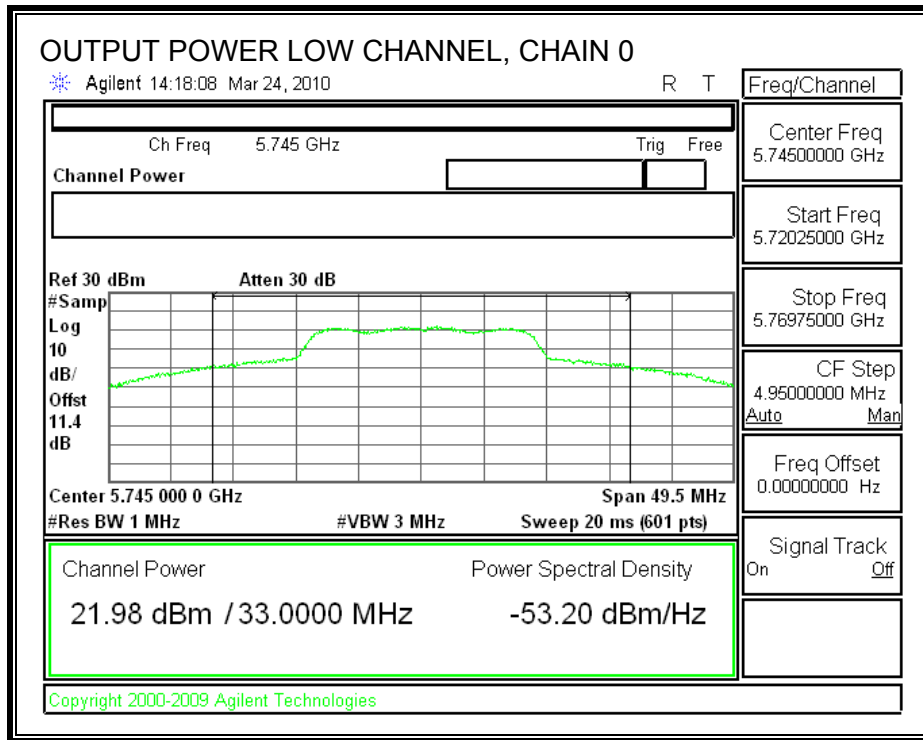 OUTPUT POWER LOW CHANNEL, CHAIN 0
Agilent 14:18:08 Mar 24, 2010 R T
Freq/Channel
Ch Freq 5.745 GHz Trig Free
Channel Power
Center Freq
5.74500000 GHz
Start Freq
5.72025000 GHz
Stop Freq
5.76975000 GHz
CF Step
4.95000000 MHz
Auto Man
Freq Offset
0.00000000 Hz
Signal Track
On Off
Ref 30 dBm Atten 30 dB
#Samp
Log
10
dB/
Offst
11.4
dB
Center 5.745 000 0 GHz Span 49.5 MHz
#Res BW 1 MHz #VBW 3 MHz Sweep 20 ms (601 pts)
Channel Power Power Spectral Density
21.98 dBm / 33.0000 MHz -53.20 dBm/Hz
Copyright 2000-2009 Agilent Technologies